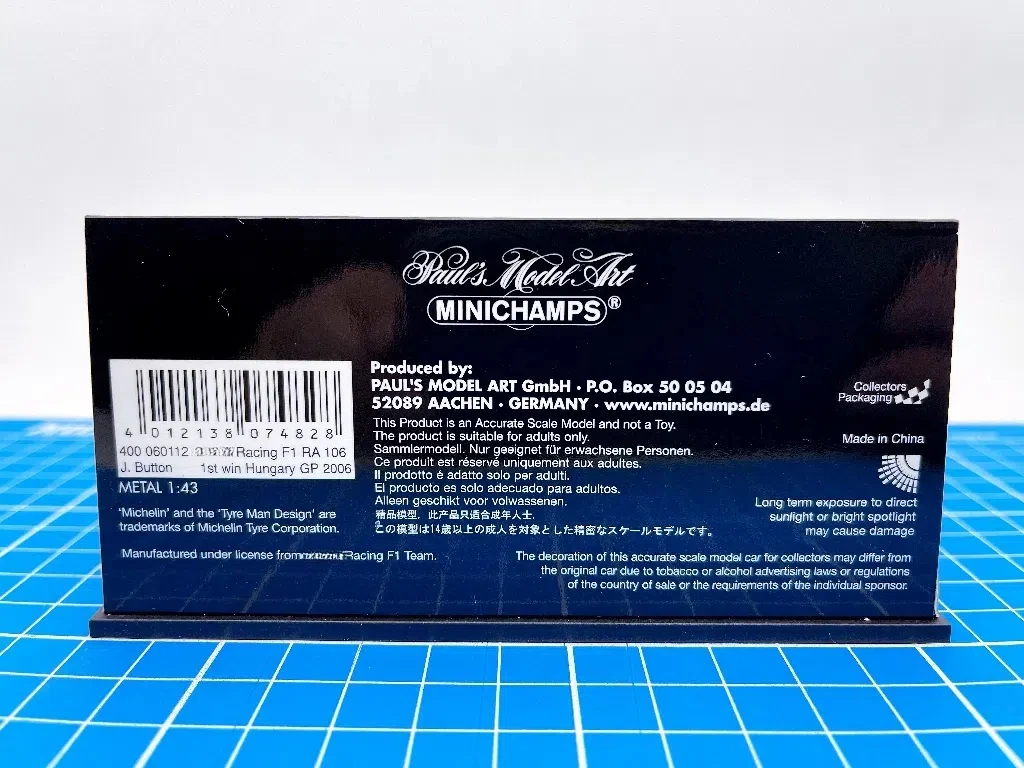 Paul's Model Art
MINICHAMPS®
4 012138 074828
400 060112 Racing F1 RA 106
J. Button 1st win Hungary GP 2006
METAL 1:43
'Michelin' and the 'Tyre Man Design' are
trademarks of Michelin Tyre Corporation.
Manufactured under license from Racing F1 Team.
Produced by:
PAUL'S MODEL ART GmbH · P.O. Box 50 05 04
52089 AACHEN · GERMANY · www.minichamps.de
This Product is an Accurate Scale Model and not a Toy.
The product is suitable for adults only.
Sammlermodell. Nur geeignet für erwachsene Personen.
Ce produit est réservé uniquement aux adultes.
Il prodotto é adatto solo per adulti.
El producto es solo adecuado para adultos.
Alleen geschikt voor volwassenen.
精品模型，此产品只适合成年人士。
この模型は14歳以上の成人を対象とした精密なスケールモデルです。
Collectors
Packaging
Made in China
Long term exposure to direct
sunlight or bright spotlight
may cause damage
The decoration of this accurate scale model car for collectors may differ from
the original car due to tobacco or alcohol advertising laws or regulations
of the country of sale or the requirements of the individual sponsor.